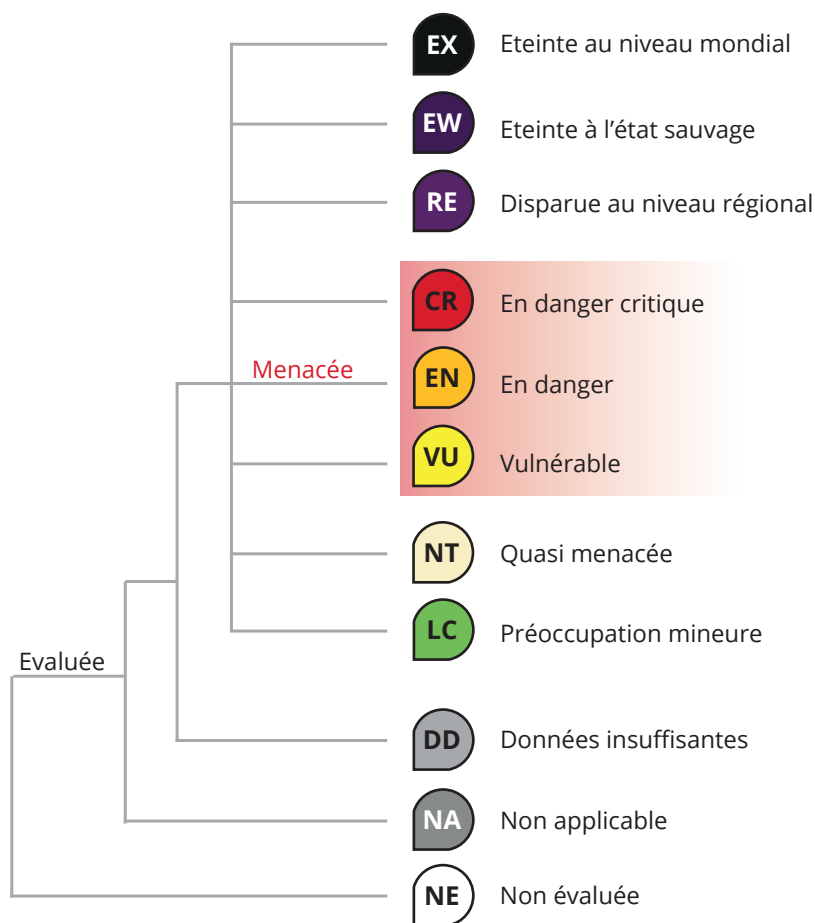 EX Eteinte au niveau mondial
EW Eteinte à l’état sauvage
RE Disparue au niveau régional
CR En danger critique
Menacée
EN En danger
VU Vulnérable
NT Quasi menacée
LC Préoccupation mineure
Evaluée
DD Données insuffisantes
NA Non applicable
NE Non évaluée